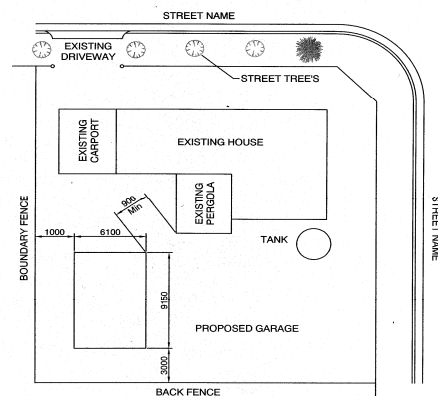 STREET NAME
EXISTING
DRIVEWAY
STREET TREE'S
EXISTING
CARPORT
EXISTING HOUSE
900
Min
EXISTING
PERGOLA
BOUNDARY FENCE
STREET NAME
1000
6100
TANK
9150
PROPOSED GARAGE
3000
BACK FENCE